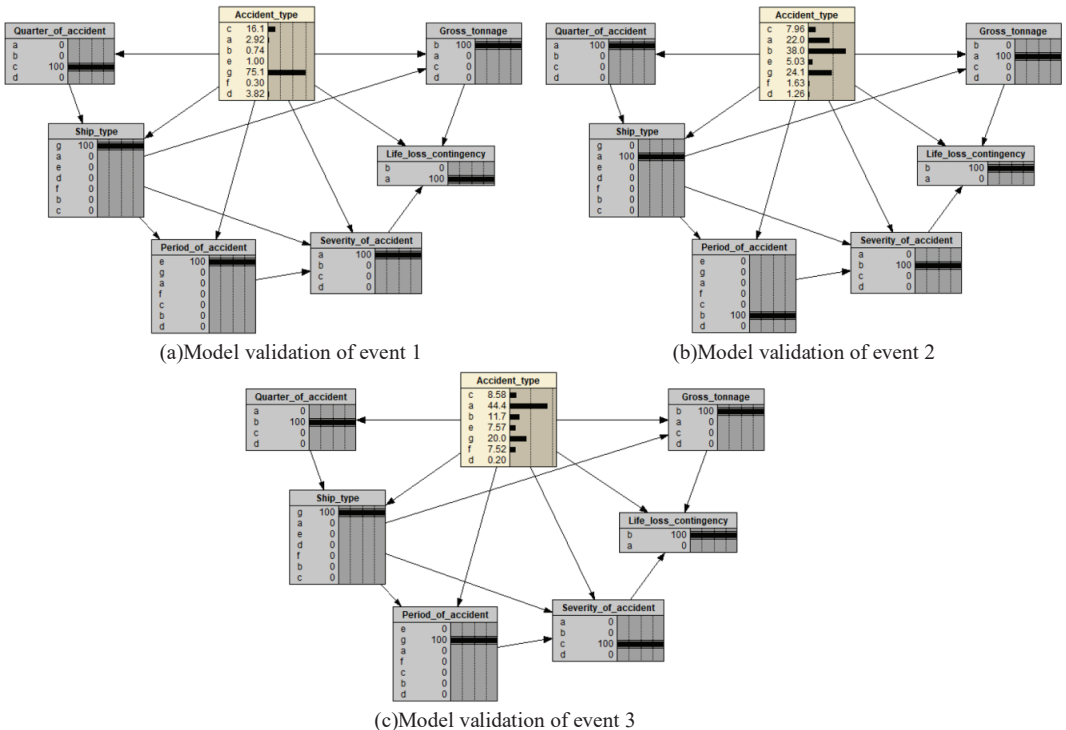 Accident_type
c 16.1
a 2.92
b 0.74
e 1.00
g 75.1
f 0.30
d 3.82
Quarter_of_accident
a 0
b 0
c 100
d 0
Gross_tonnage
b 100
a 0
c 0
d 0
Ship_type
g 100
a 0
e 0
d 0
f 0
b 0
c 0
Life_loss_contingency
b 0
a 100
Period_of_accident
e 100
g 0
a 0
f 0
c 0
b 0
d 0
Severity_of_accident
a 100
b 0
c 0
d 0
(a)Model validation of event 1
Accident_type
c 7.96
a 22.0
b 38.0
e 5.03
g 24.1
f 1.63
d 1.26
Quarter_of_accident
a 100
b 0
c 0
d 0
Gross_tonnage
b 0
a 100
c 0
d 0
Ship_type
g 0
a 100
e 0
d 0
f 0
b 0
c 0
Life_loss_contingency
b 100
a 0
Period_of_accident
e 0
g 0
a 0
f 0
c 0
b 100
d 0
Severity_of_accident
a 0
b 100
c 0
d 0
(b)Model validation of event 2
Accident_type
c 8.58
a 44.4
b 11.7
e 7.57
g 20.0
f 7.52
d 0.20
Quarter_of_accident
a 0
b 100
c 0
d 0
Gross_tonnage
b 100
a 0
c 0
d 0
Ship_type
g 100
a 0
e 0
d 0
f 0
b 0
c 0
Life_loss_contingency
b 100
a 0
Period_of_accident
e 0
g 100
a 0
f 0
c 0
b 0
d 0
Severity_of_accident
a 0
b 0
c 100
d 0
(c)Model validation of event 3